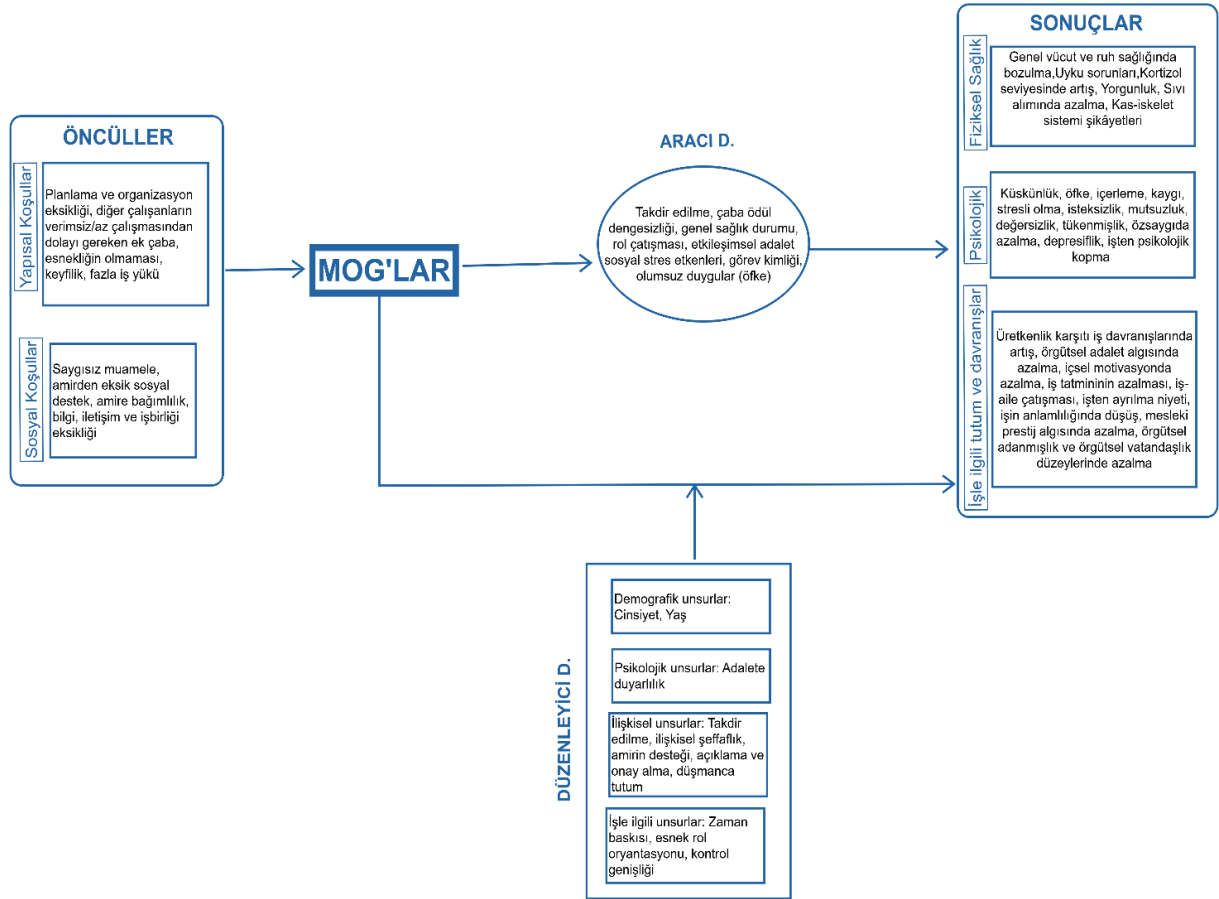 ÖNCÜLLER
Yapısal Koşullar
Planlama ve organizasyon
eksikliği, diğer çalışanların
verimsiz/az çalışmasından
dolayı gereken ek çaba,
esnekliğin olmaması,
keyfilik, fazla iş yükü
Sosyal Koşullar
Saygısız muamele,
amirden eksik sosyal
destek, amire bağımlılık,
bilgi, iletişim ve işbirliği
eksikliği
MOG'LAR
ARACI D.
Takdir edilme, çaba ödül
dengesizliği, genel sağlık durumu,
rol çatışması, etkileşimsel adalet
sosyal stres etkenleri, görev kimliği,
olumsuz duygular (öfke)
SONUÇLAR
Fiziksel Sağlık
Genel vücut ve ruh sağlığında
bozulma,Uyku sorunları,Kortizol
seviyesinde artış, Yorgunluk, Sıvı
alımında azalma, Kas-iskelet
sistemi şikâyetleri
Psikolojik
Küskünlük, öfke, içerleme, kaygı,
stresli olma, isteksizlik, mutsuzluk,
değersizlik, tükenmişlik, özsaygıda
azalma, depresiflik, işten psikolojik
kopma
İşle ilgili tutum ve davranışlar
Üretkenlik karşıtı iş davranışlarında
artış, örgütsel adalet algısında
azalma, içsel motivasyonda
azalma, iş tatmininin azalması, iş-
aile çatışması, işten ayrılma niyeti,
işin anlamlılığında düşüş, mesleki
prestij algısında azalma, örgütsel
adanmışlık ve örgütsel vatandaşlık
düzeylerinde azalma
DÜZENLEYİCİ D.
Demografik unsurlar:
Cinsiyet, Yaş
Psikolojik unsurlar: Adalete
duyarlılık
İlişkisel unsurlar: Takdir
edilme, ilişkisel şeffaflık,
amirin desteği, açıklama ve
onay alma, düşmanca
tutum
İşle ilgili unsurlar: Zaman
baskısı, esnek rol
oryantasyonu, kontrol
genişliği